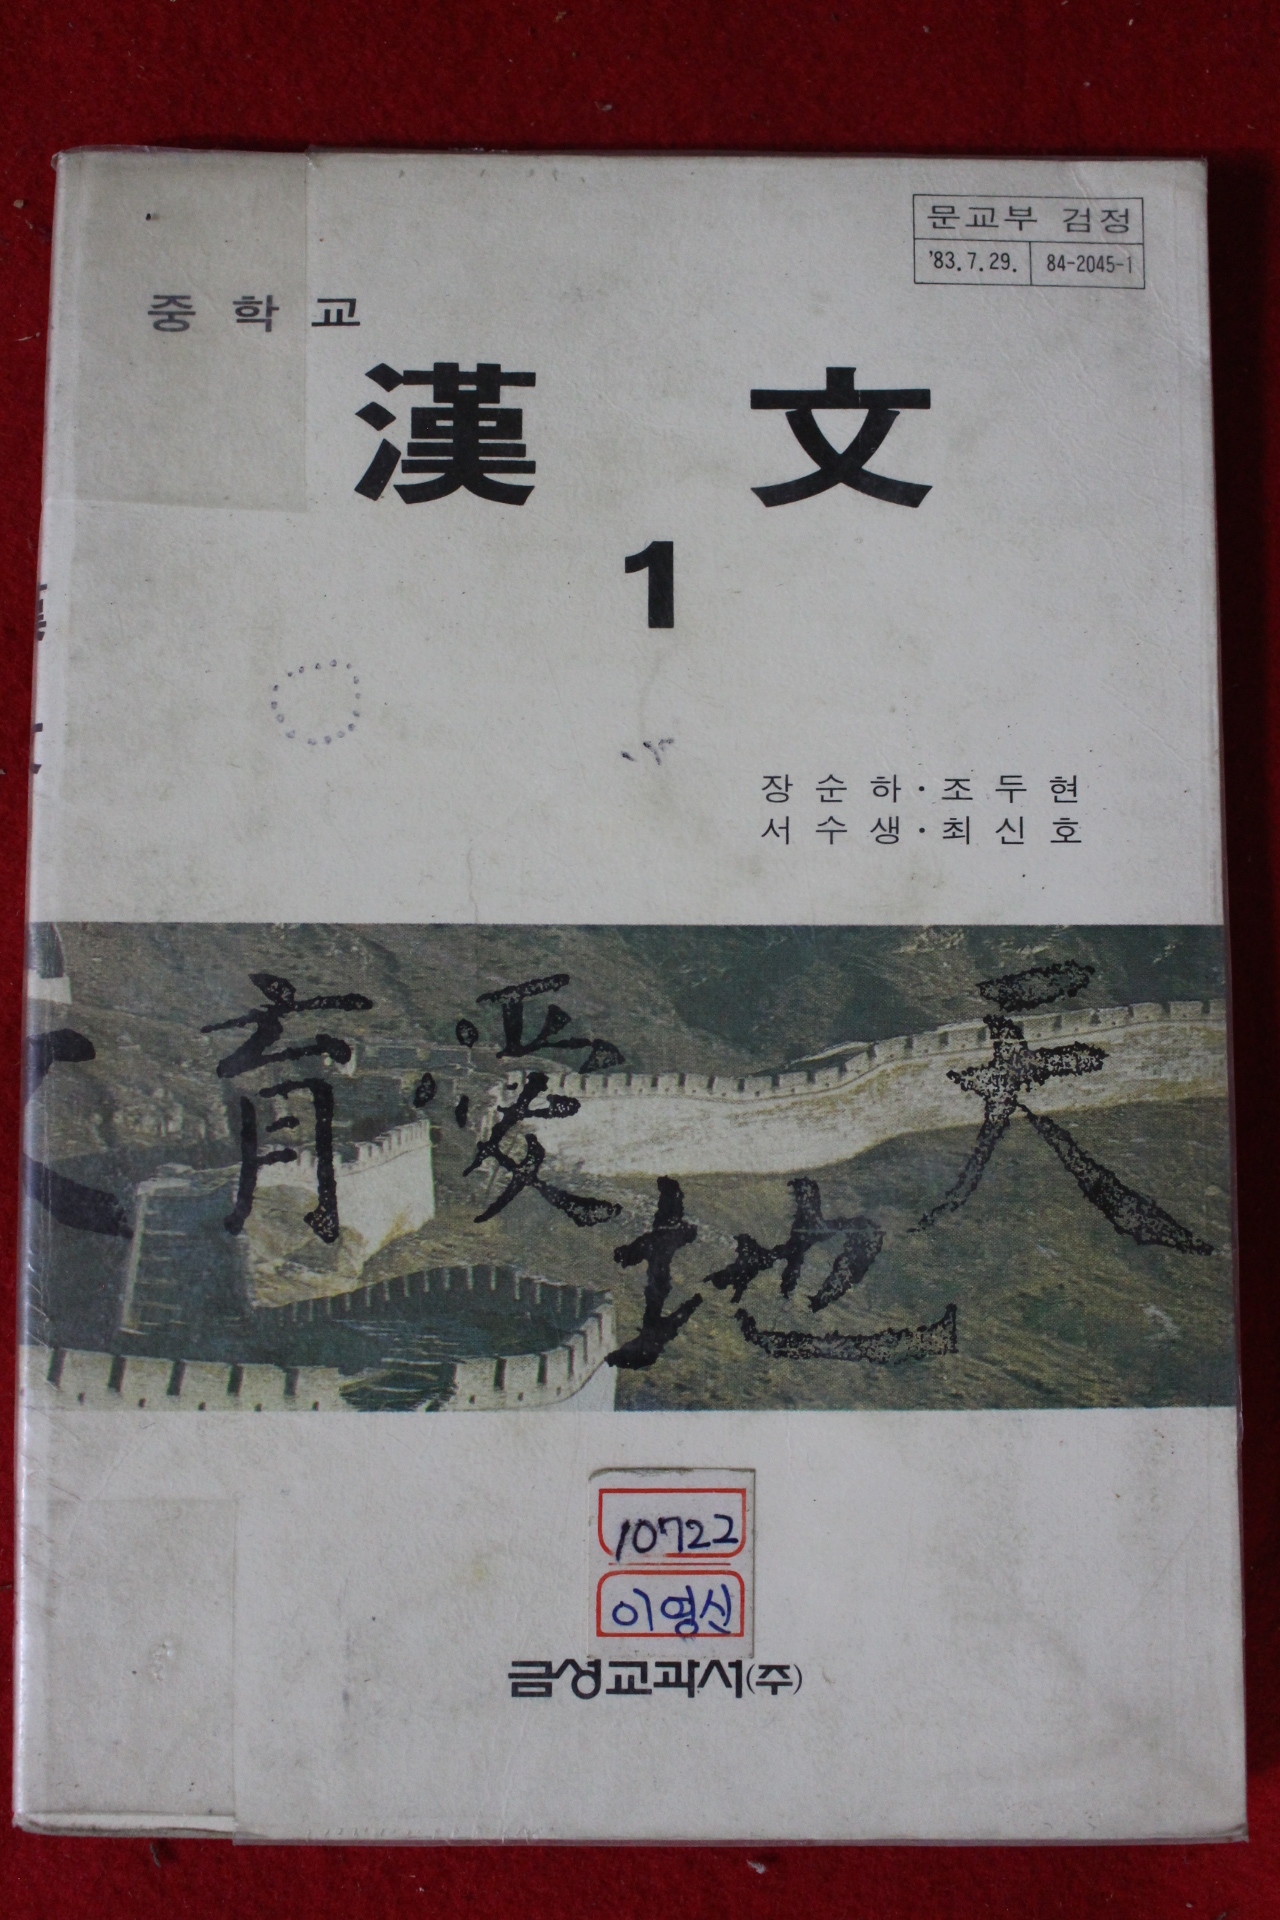 문교부 검정
'83.7.29. 84-2045-1
중학교
漢文
1
장순하·조두현
서수생·최신호
天
地
愛
育
10722
이영신
금성교과서(주)